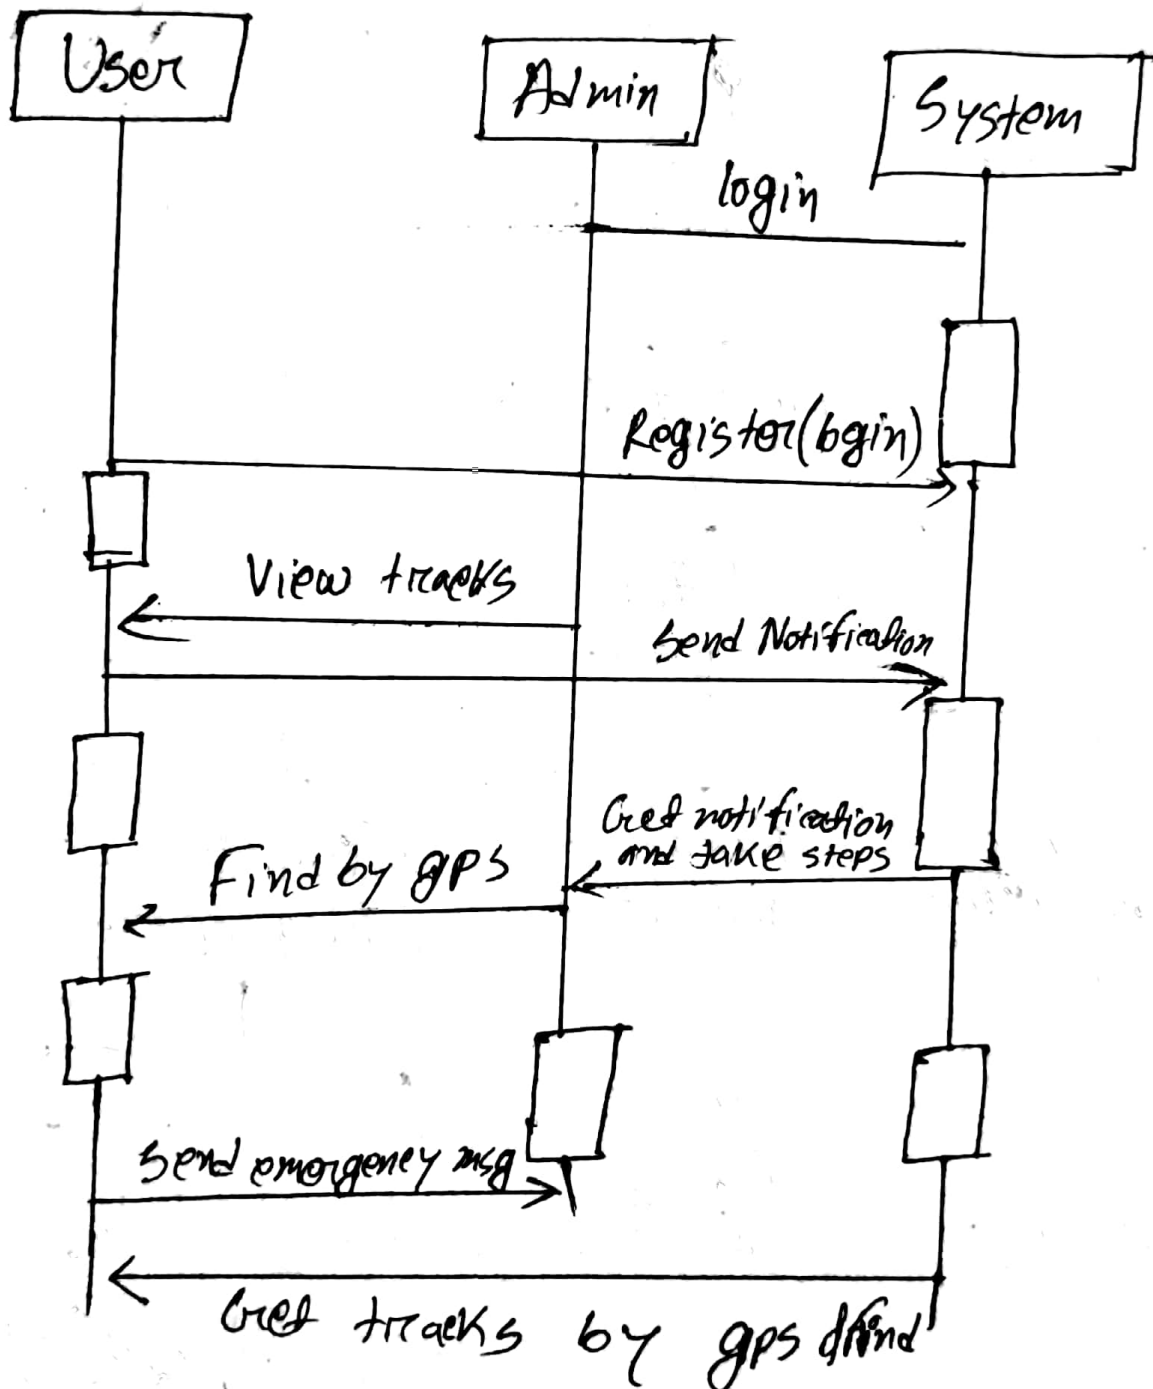 User
Admin
System
login
Register(login)
View tracks
Send Notification
Get notification
and take steps
Find by gps
Send emergency msg
Get tracks by gps